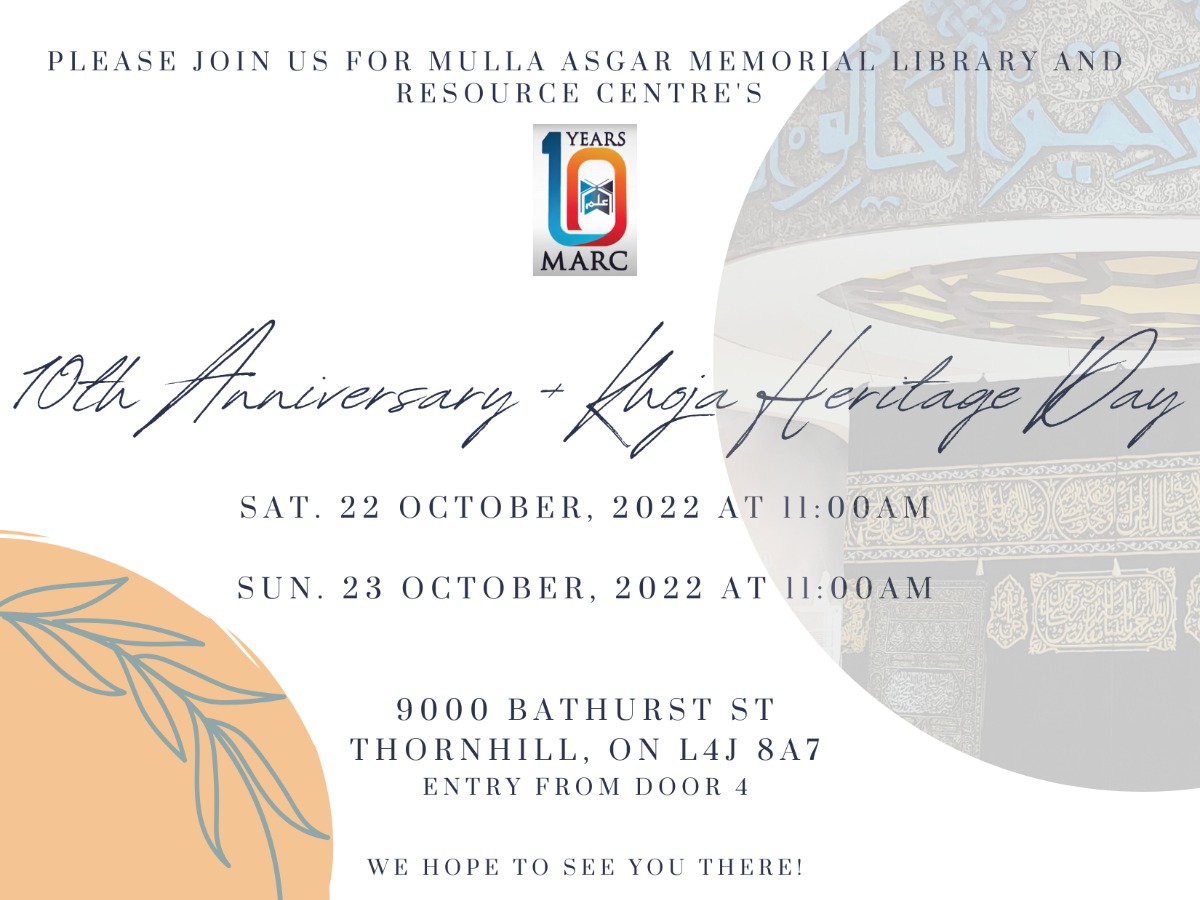 PLEASE JOIN US FOR MULLA ASGAR MEMORIAL LIBRARY AND
RESOURCE CENTRE'S
10 YEARS
علم
MARC
10th Anniversary + Khoja Heritage Day
SAT. 22 OCTOBER, 2022 AT 11:00AM
SUN. 23 OCTOBER, 2022 AT 11:00AM
9000 BATHURST ST
THORNHILL, ON L4J 8A7
ENTRY FROM DOOR 4
WE HOPE TO SEE YOU THERE!